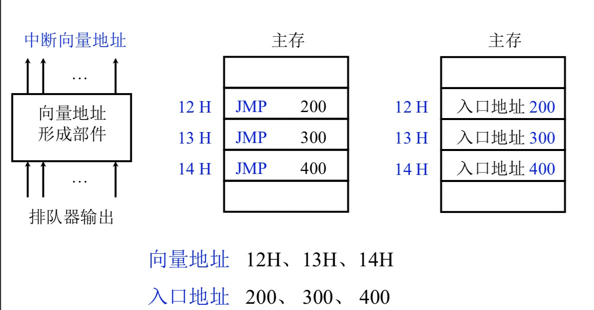 中断向量地址
…
向量地址
形成部件
…
排队器输出
主存
12 H JMP 200
13 H JMP 300
14 H JMP 400
主存
12 H 入口地址 200
13 H 入口地址 300
14 H 入口地址 400
向量地址 12H、13H、14H
入口地址 200、 300、 400